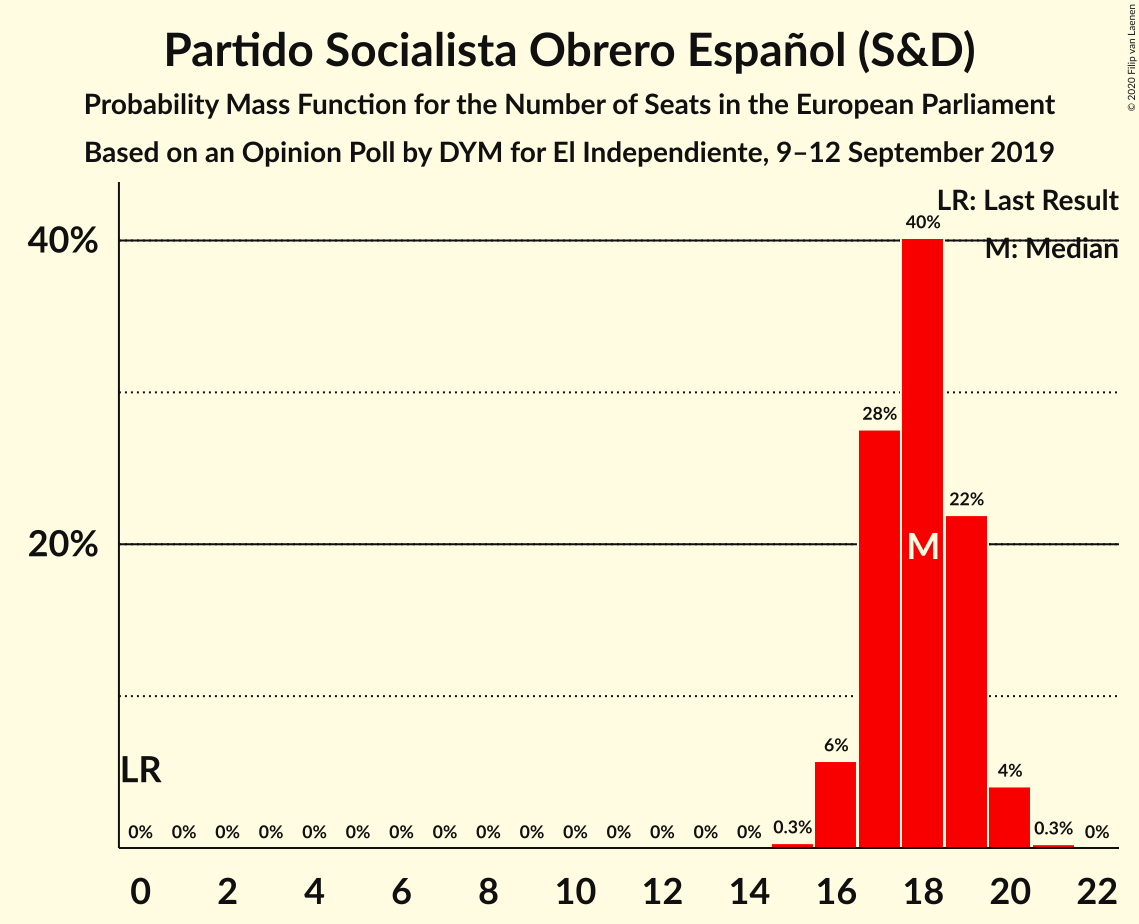 Partido Socialista Obrero Español (S&D)
Probability Mass Function for the Number of Seats in the European Parliament
Based on an Opinion Poll by DYM for El Independiente, 9–12 September 2019
© 2020 Filip van Laenen
LR: Last Result
M: Median
40%
20%
40%
28%
22%
M
6%
4%
LR
0% 0% 0% 0% 0% 0% 0% 0% 0% 0% 0% 0% 0% 0% 0% 0.3% 0.3% 0%
0 2 4 6 8 10 12 14 16 18 20 22